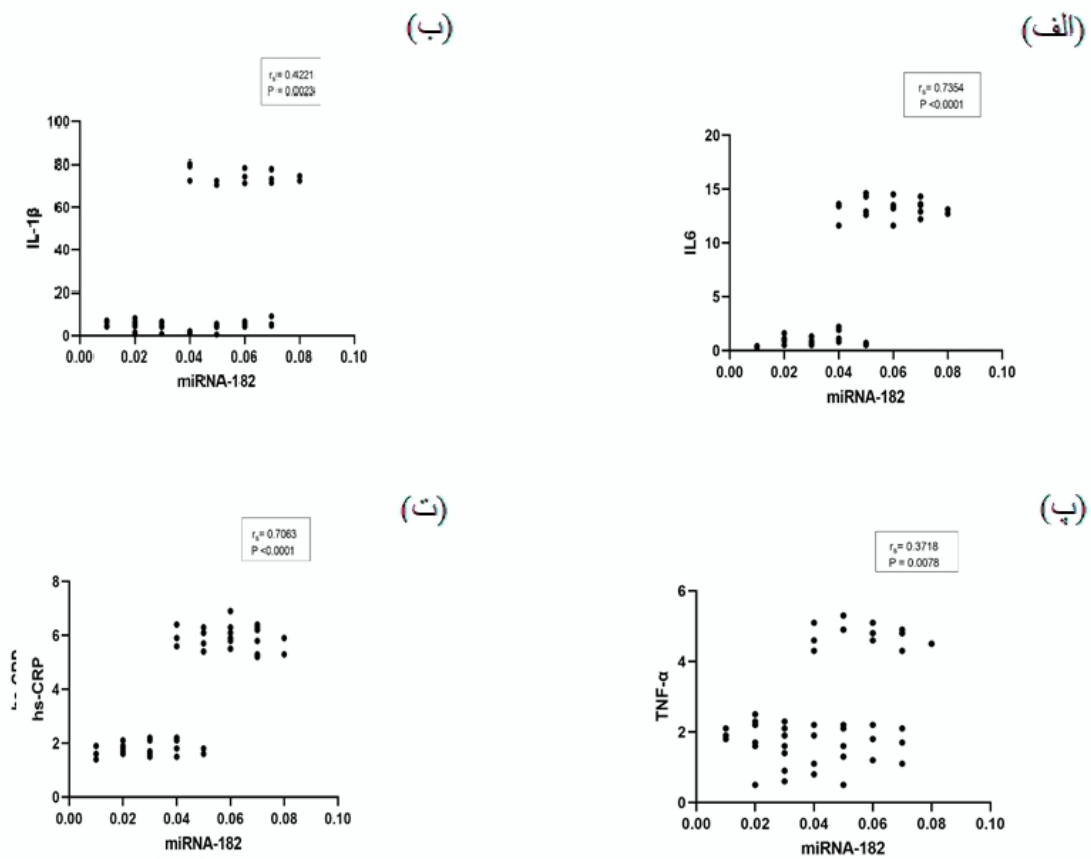 (الف)
rs= 0.7354
P <0.0001
20
15
10
5
0
IL6
0.00 0.02 0.04 0.06 0.08 0.10
miRNA-182
(ب)
rs= 0.4221
P = 0.0023
100
80
60
40
20
0
IL-1β
0.00 0.02 0.04 0.06 0.08 0.10
miRNA-182
(پ)
rs= 0.3718
P = 0.0078
6
4
2
0
TNF-α
0.00 0.02 0.04 0.06 0.08 0.10
miRNA-182
(ت)
rs= 0.7063
P <0.0001
8
6
4
2
0
hs-CRP
0.00 0.02 0.04 0.06 0.08 0.10
miRNA-182